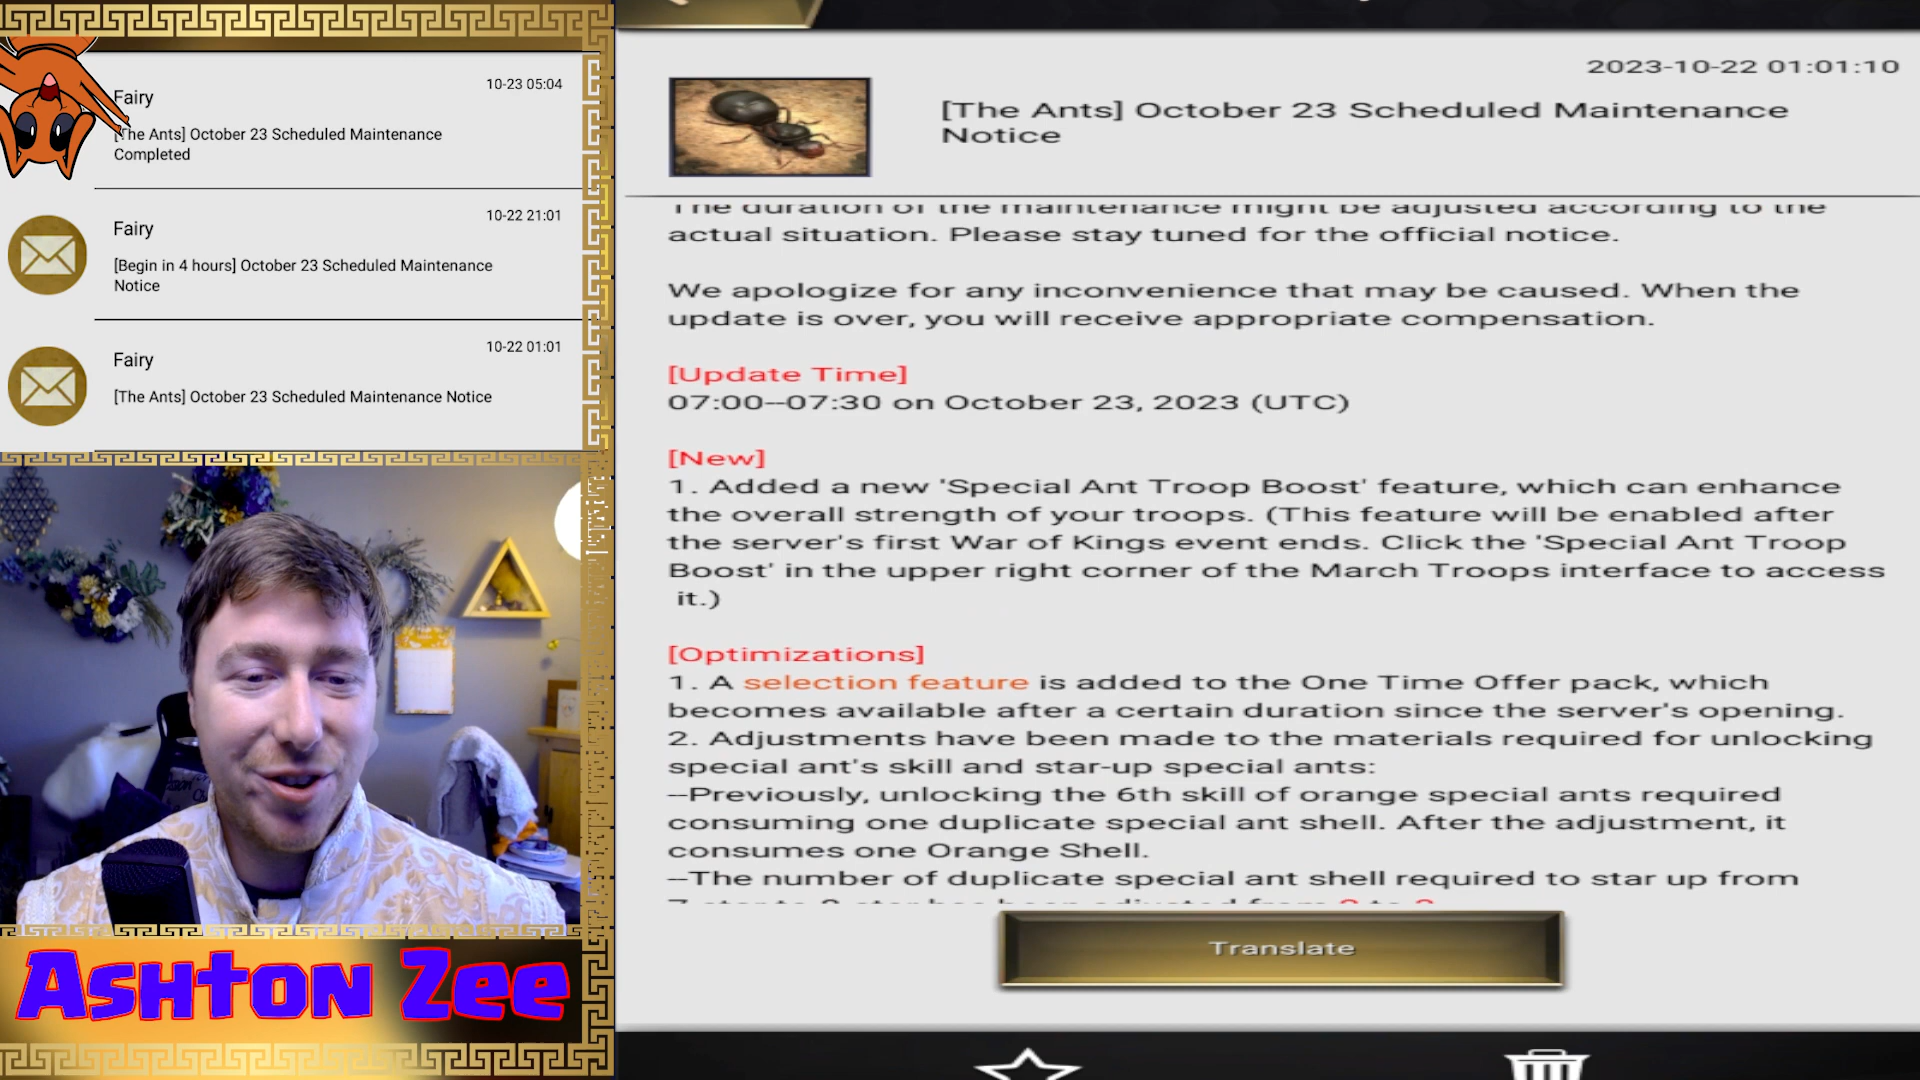 10-23 05:04
Fairy
[The Ants] October 23 Scheduled Maintenance
Completed
10-22 21:01
Fairy
[Begin in 4 hours] October 23 Scheduled Maintenance
Notice
10-22 01:01
Fairy
[The Ants] October 23 Scheduled Maintenance Notice
Ashton Zee
2023-10-22 01:01:10
[The Ants] October 23 Scheduled Maintenance
Notice
The duration of the maintenance might be adjusted according to the
actual situation. Please stay tuned for the official notice.
We apologize for any inconvenience that may be caused. When the
update is over, you will receive appropriate compensation.
[Update Time]
07:00--07:30 on October 23, 2023 (UTC)
[New]
1. Added a new 'Special Ant Troop Boost' feature, which can enhance
the overall strength of your troops. (This feature will be enabled after
the server's first War of Kings event ends. Click the 'Special Ant Troop
Boost' in the upper right corner of the March Troops interface to access
it.)
[Optimizations]
1. A selection feature is added to the One Time Offer pack, which
becomes available after a certain duration since the server's opening.
2. Adjustments have been made to the materials required for unlocking
special ant's skill and star-up special ants:
--Previously, unlocking the 6th skill of orange special ants required
consuming one duplicate special ant shell. After the adjustment, it
consumes one Orange Shell.
--The number of duplicate special ant shell required to star up from
Translate